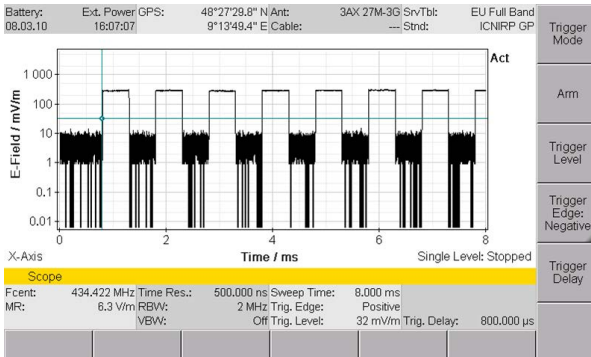 Battery: Ext. Power GPS: 48°27'29.8" N Ant: 3AX 27M-3G SrvTbl: EU Full Band
08.03.10 16:07:07 9°13'49.4" E Cable: --- Stnd: ICNIRP GP
Trigger Mode
Arm
Trigger Level
Trigger Edge: Negative
Trigger Delay
Act
E-Field / mV/m
1 000
100
10
1
0.1
0.01
0 2 4 6 8
X-Axis Time / ms Single Level: Stopped
Scope
Fcent: 434.422 MHz Time Res.: 500.000 ns Sweep Time: 8.000 ms
MR: 6.3 V/m RBW: 2 MHz Trig. Edge: Positive
VBW: Off Trig. Level: 32 mV/m Trig. Delay: 800.000 µs